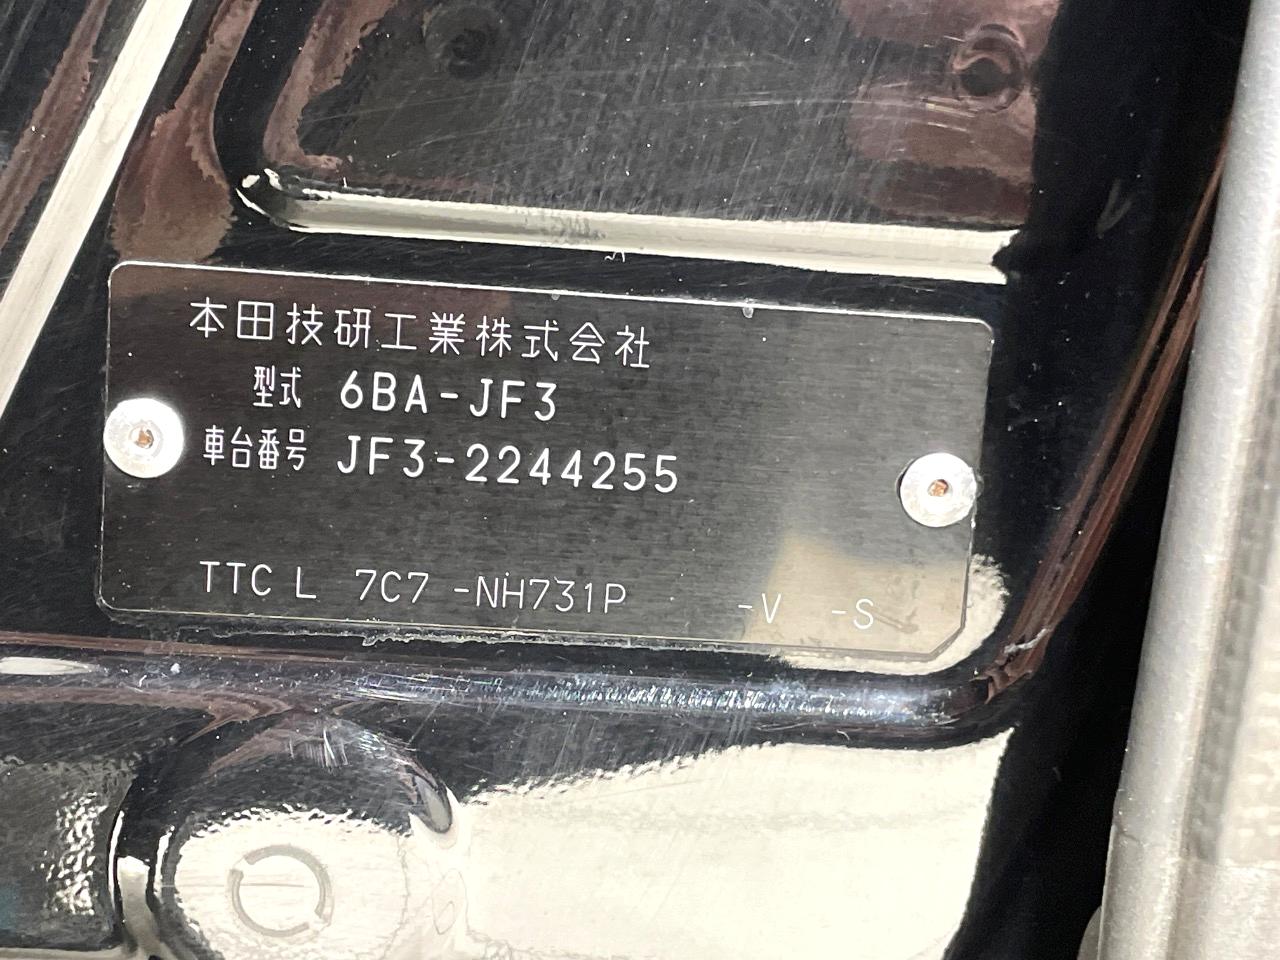 本田技研工業株式会社
型式 6BA-JF3
車台番号 JF3-2244255
TTC L 7C7 -NH731P -V -S